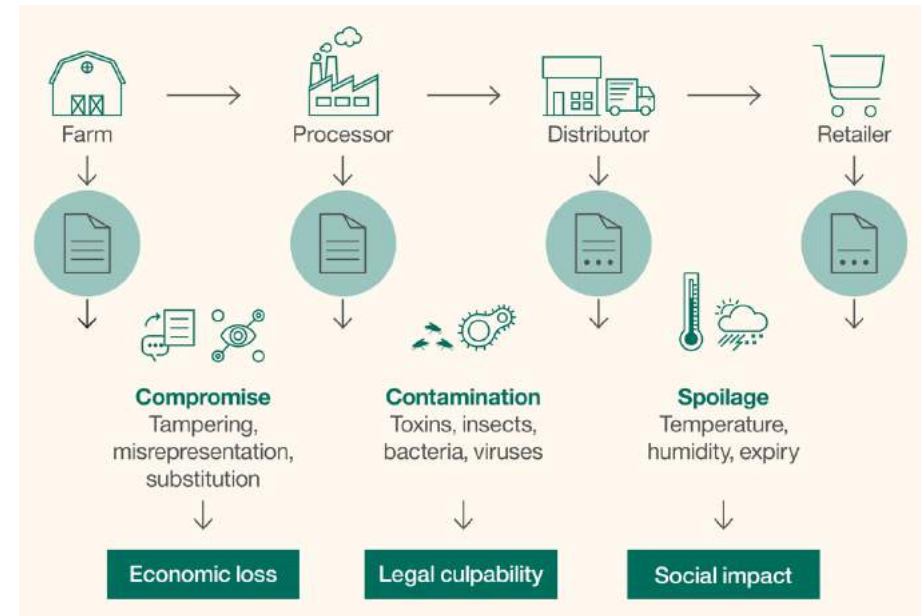 Farm
Processor
Distributor
Retailer
Compromise
Tampering,
misrepresentation,
substitution
Contamination
Toxins, insects,
bacteria, viruses
Spoilage
Temperature,
humidity, expiry
Economic loss
Legal culpability
Social impact